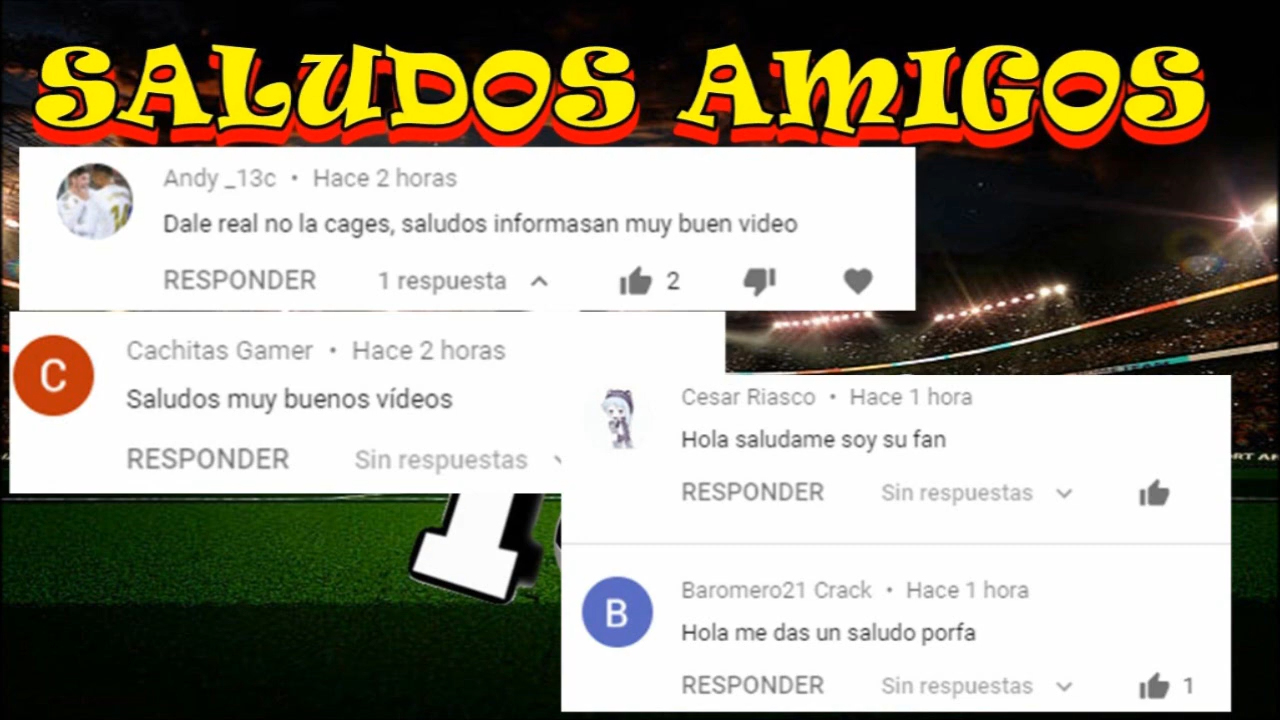 SALUDOS AMIGOS
Andy _13c • Hace 2 horas
Dale real no la cages, saludos informasan muy buen video
RESPONDER 1 respuesta 2
Cachitas Gamer • Hace 2 horas
C
Saludos muy buenos vídeos
RESPONDER Sin respuestas
Cesar Riasco • Hace 1 hora
Hola saludame soy su fan
RESPONDER Sin respuestas
Baromero21 Crack • Hace 1 hora
B
Hola me das un saludo porfa
RESPONDER Sin respuestas 1